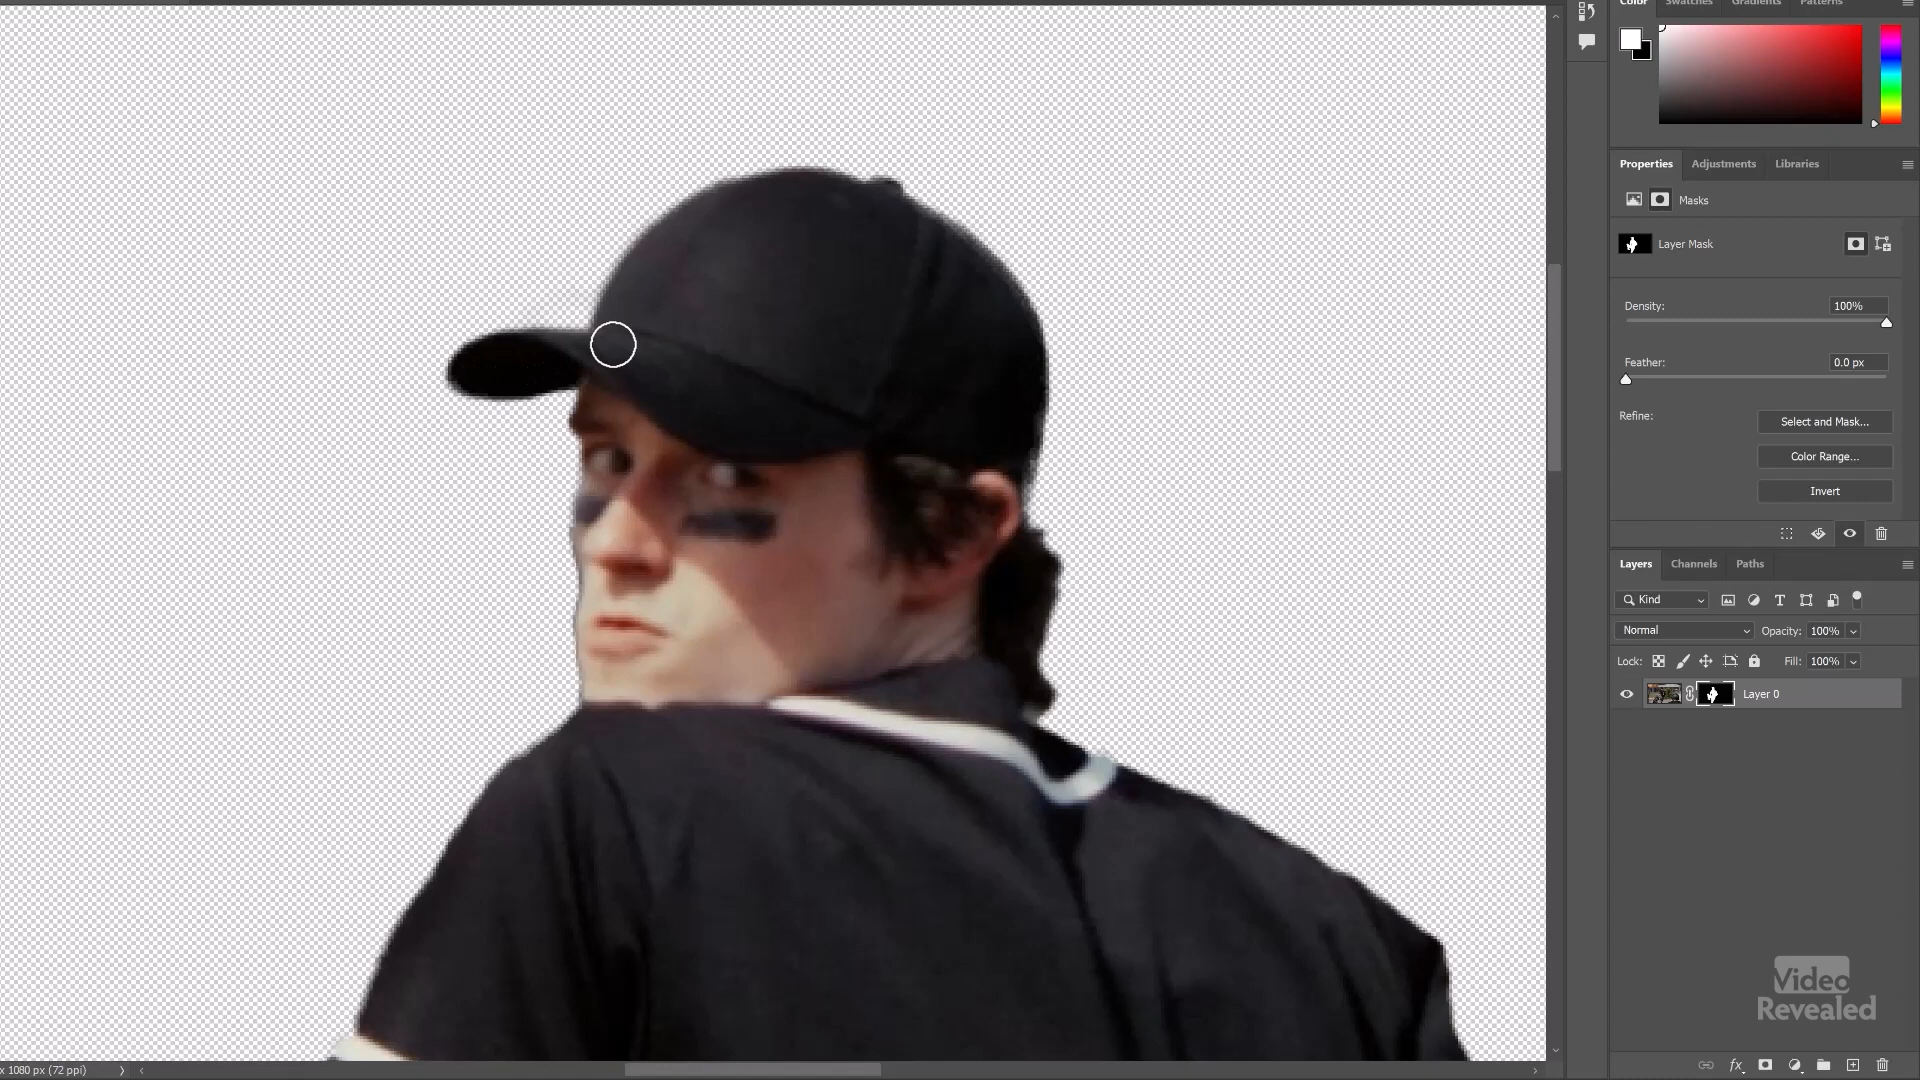 Color Swatches Gradients Patterns
Properties Adjustments Libraries
Masks
Layer Mask
Density: 100%
Feather: 0.0 px
Refine:
Select and Mask...
Color Range...
Invert
Layers Channels Paths
Kind
Normal Opacity: 100%
Lock: Fill: 100%
Layer 0
fx
Video
Revealed
x 1080 px (72 ppi)